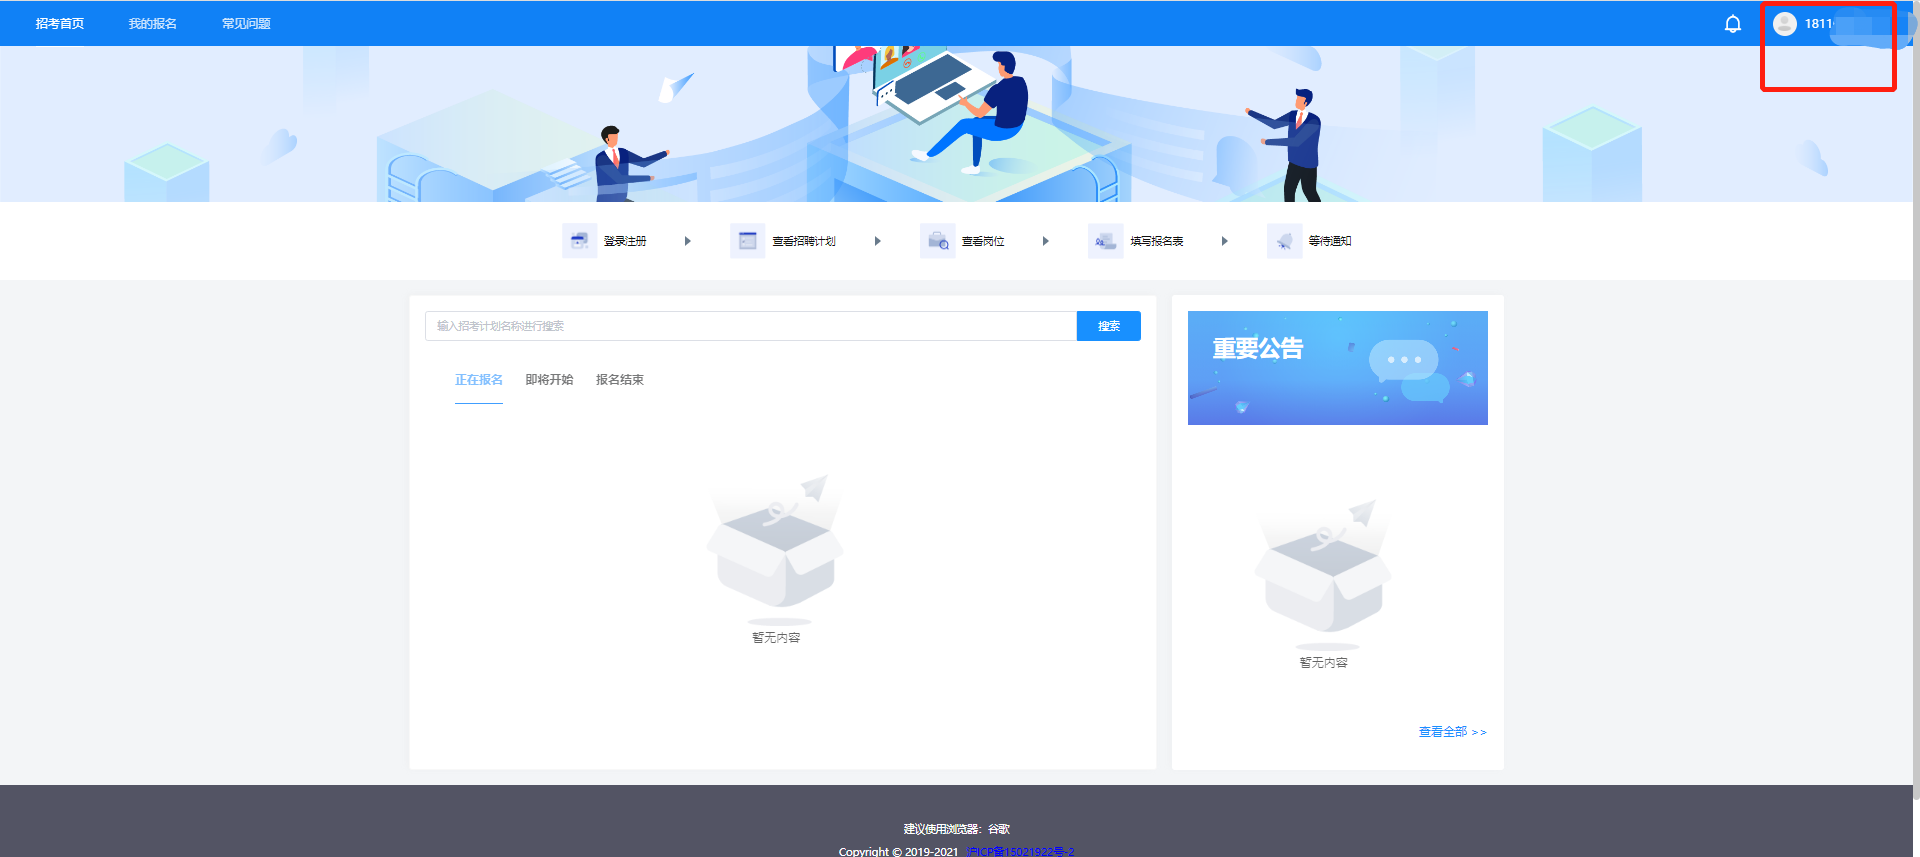 招考首页 我的报名 常见问题 1811
登录注册 查看招聘计划 查看岗位 填写报名表 等待通知
输入招考计划名称进行搜索 搜索
重要公告
正在报名 即将开始 报名结束
暂无内容
暂无内容
查看全部 >>
建议使用浏览器：谷歌
Copyright © 2019-2021 沪ICP备15021922号-2